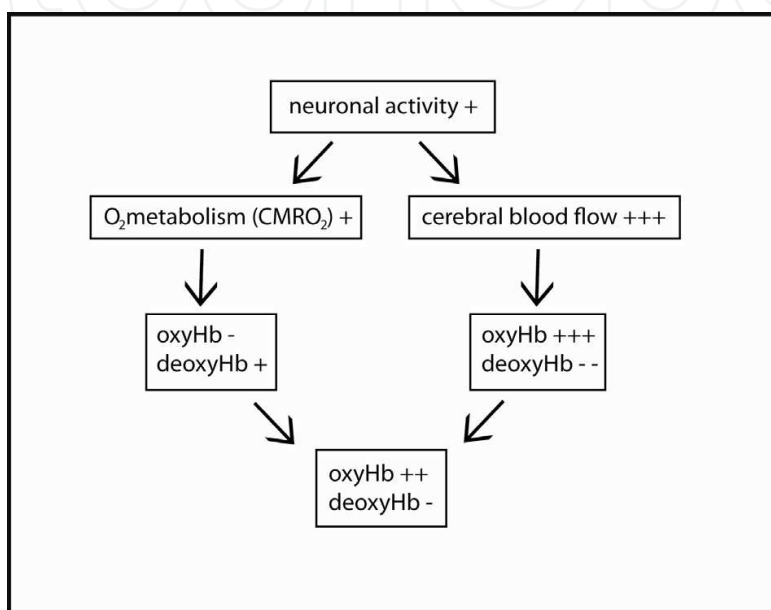 neuronal activity +
O₂metabolism (CMRO₂) +
cerebral blood flow +++
oxyHb -
deoxyHb +
oxyHb +++
deoxyHb - -
oxyHb ++
deoxyHb -